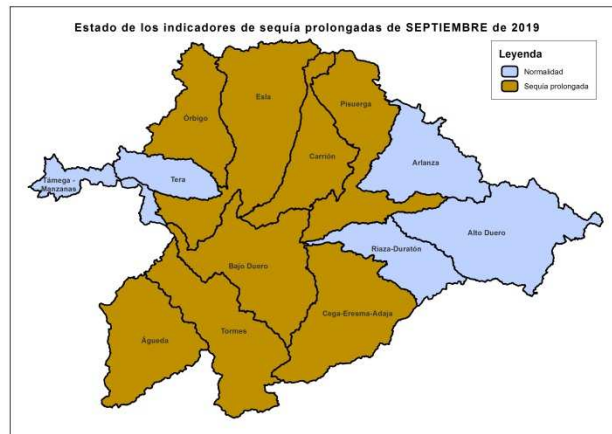 Estado de los indicadores de sequía prolongadas de SEPTIEMBRE de 2019
Leyenda
Normalidad
Sequía prolongada
Esla
Pisuerga
Órbigo
Carrión
Arlanza
Támega -
Manzanas
Tera
Riaza-Duratón
Alto Duero
Bajo Duero
Cega-Eresma-Adaja
Tormes
Águeda